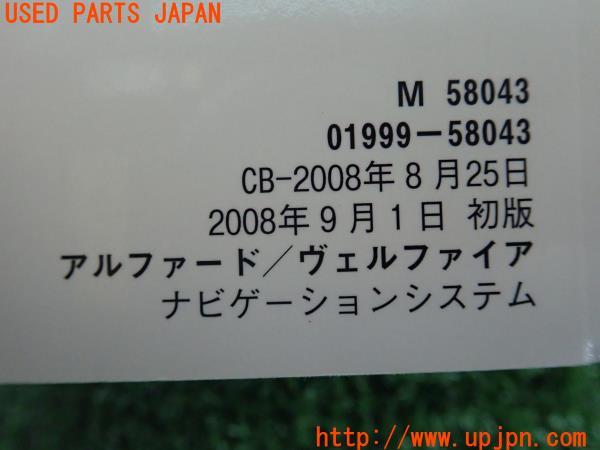 USED PARTS JAPAN
M 58043
01999-58043
CB-2008年8月25日
2008年9月1日 初版
アルファード/ヴェルファイア
ナビゲーションシステム
http://www.upjpn.com/